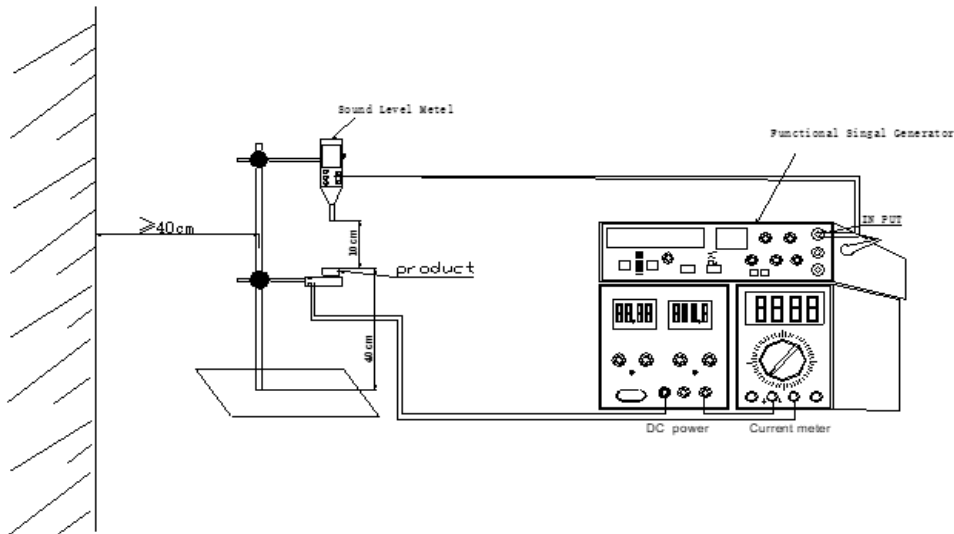 Sound Level Metel
Functional Singal Generator
≥40cm
10cm
IN PUT
product
40cm
88.88
888.8
8888
DC power
Current meter